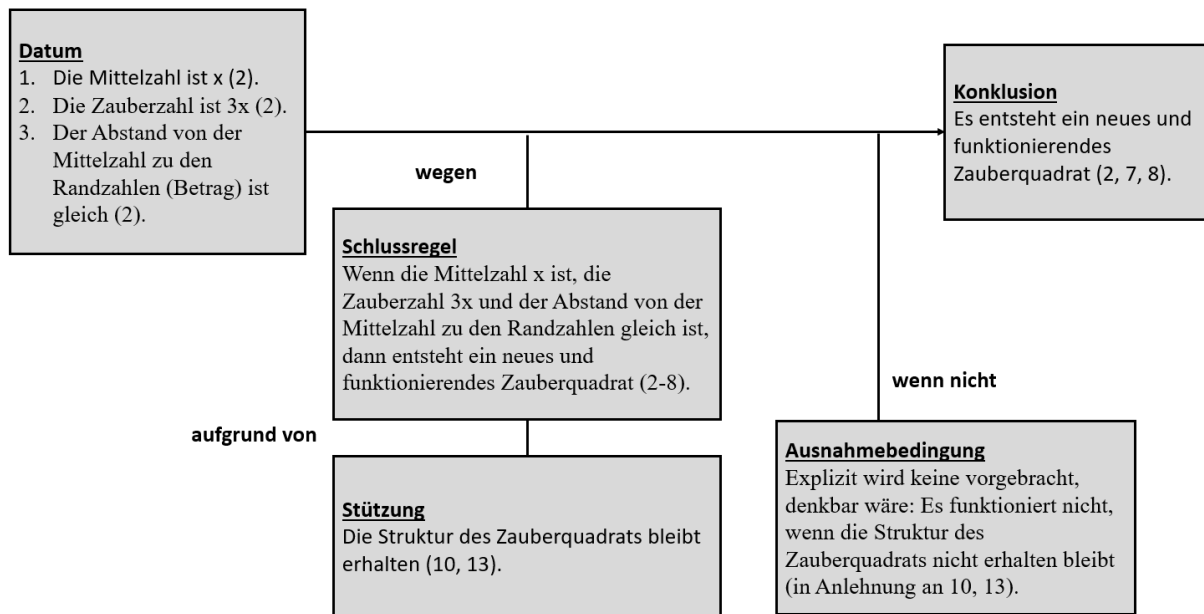 Datum
1. Die Mittelzahl ist x (2).
2. Die Zauberzahl ist 3x (2).
3. Der Abstand von der
Mittelzahl zu den
Randzahlen (Betrag) ist
gleich (2).
Konklusion
Es entsteht ein neues und
funktionierendes
Zauberquadrat (2, 7, 8).
wegen
Schlussregel
Wenn die Mittelzahl x ist, die
Zauberzahl 3x und der Abstand von der
Mittelzahl zu den Randzahlen gleich ist,
dann entsteht ein neues und
funktionierendes Zauberquadrat (2-8).
wenn nicht
aufgrund von
Ausnahmebedingung
Explizit wird keine vorgebracht,
denkbar wäre: Es funktioniert nicht,
wenn die Struktur des
Zauberquadrats nicht erhalten bleibt
(in Anlehnung an 10, 13).
Stützung
Die Struktur des Zauberquadrats bleibt
erhalten (10, 13).